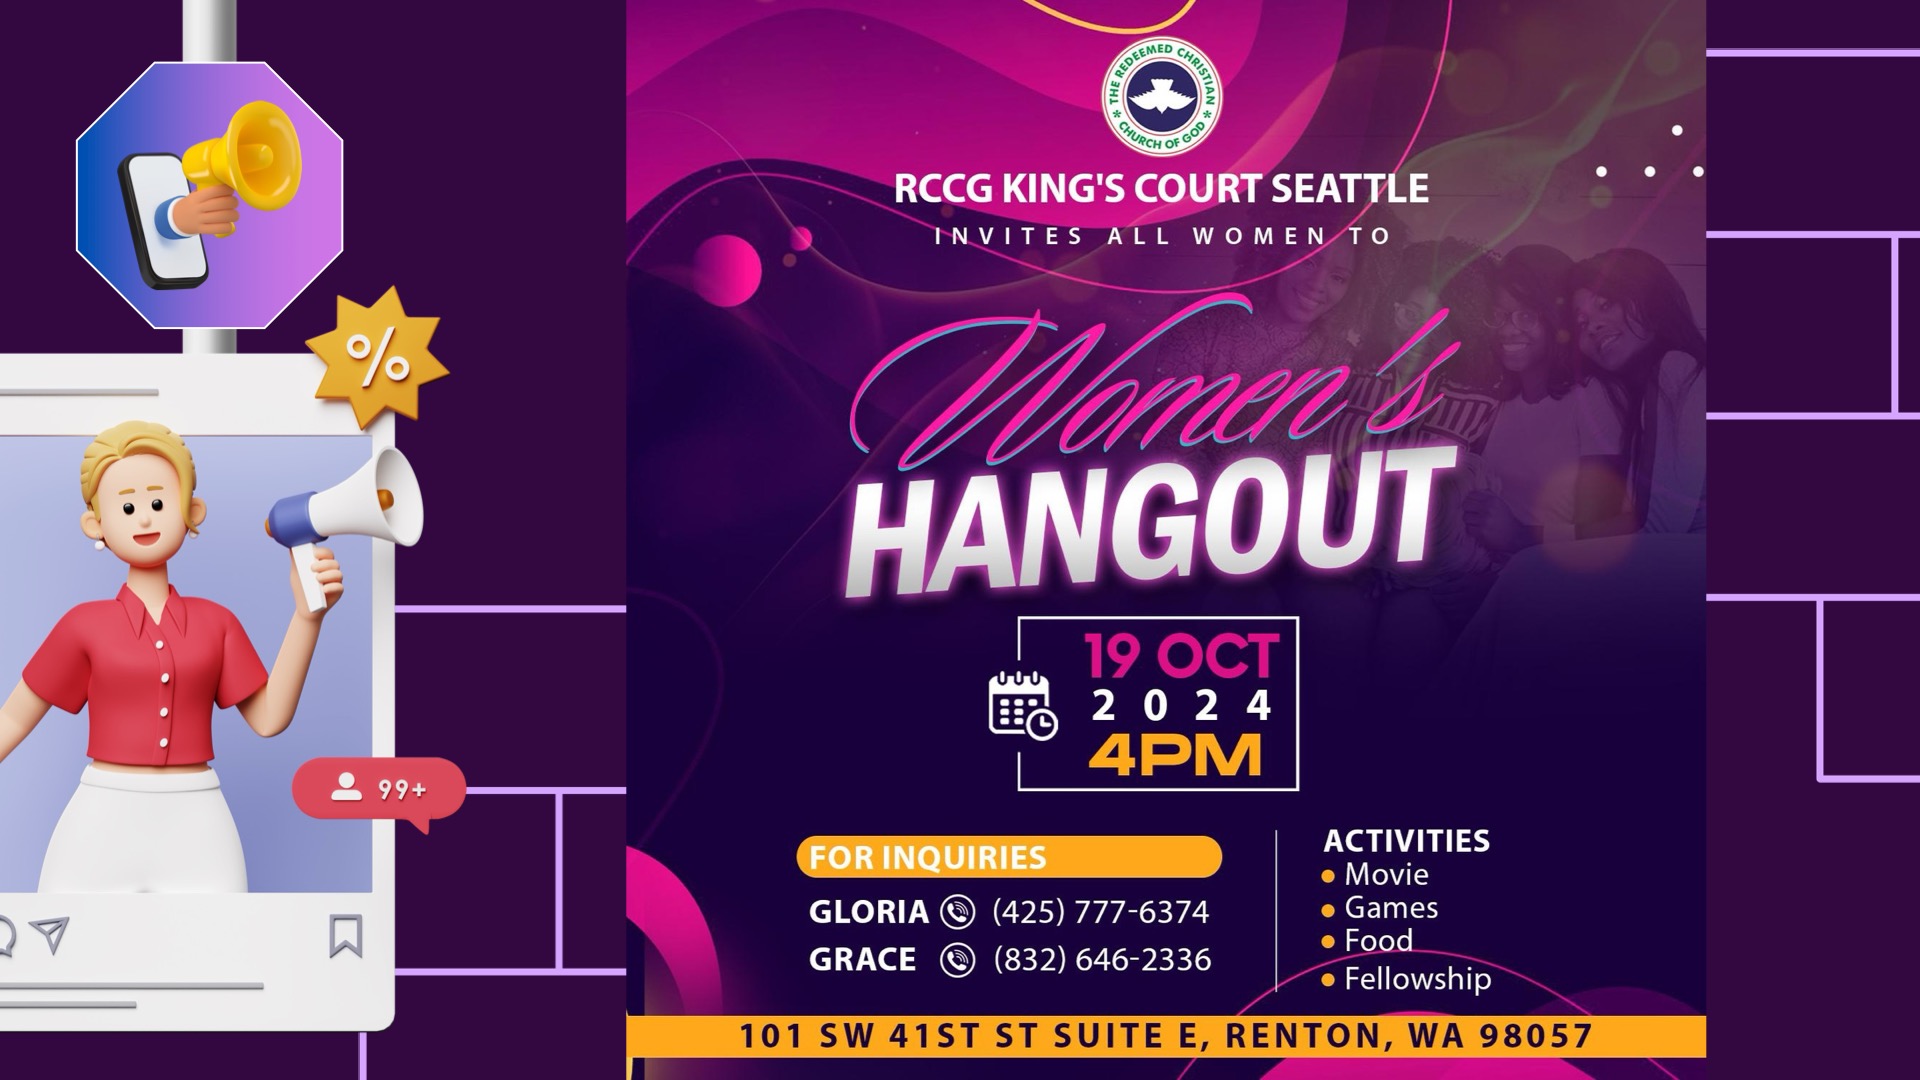 THE REDEEMED CHRISTIAN
* CHURCH OF GOD *
RCCG KING'S COURT SEATTLE
INVITES ALL WOMEN TO
Women's
HANGOUT
19 OCT
2024
4PM
FOR INQUIRIES
GLORIA (425) 777-6374
GRACE (832) 646-2336
ACTIVITIES
• Movie
• Games
• Food
• Fellowship
101 SW 41ST ST SUITE E, RENTON, WA 98057
%
99+